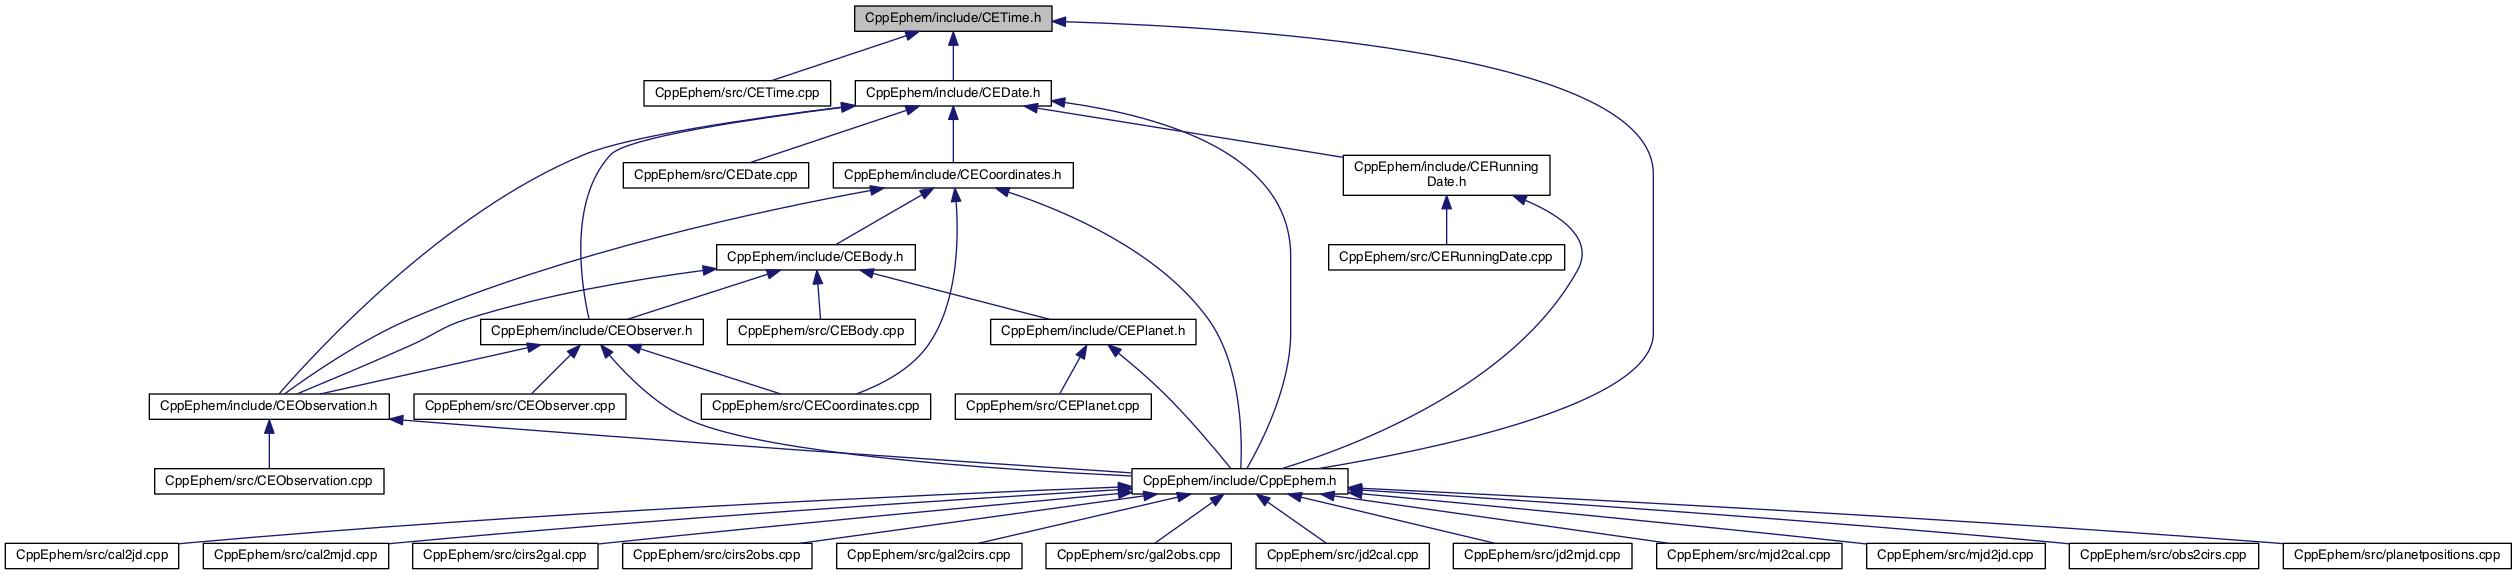 CppEphem/include/CETime.h
CppEphem/src/CETime.cpp
CppEphem/include/CEDate.h
CppEphem/src/CEDate.cpp
CppEphem/include/CECoordinates.h
CppEphem/include/CERunning
Date.h
CppEphem/include/CEBody.h
CppEphem/src/CERunningDate.cpp
CppEphem/include/CEObserver.h
CppEphem/src/CEBody.cpp
CppEphem/include/CEPlanet.h
CppEphem/include/CEObservation.h
CppEphem/src/CEObserver.cpp
CppEphem/src/CECoordinates.cpp
CppEphem/src/CEPlanet.cpp
CppEphem/src/CEObservation.cpp
CppEphem/include/CppEphem.h
CppEphem/src/cal2jd.cpp
CppEphem/src/cal2mjd.cpp
CppEphem/src/cirs2gal.cpp
CppEphem/src/cirs2obs.cpp
CppEphem/src/gal2cirs.cpp
CppEphem/src/gal2obs.cpp
CppEphem/src/jd2cal.cpp
CppEphem/src/jd2mjd.cpp
CppEphem/src/mjd2cal.cpp
CppEphem/src/mjd2jd.cpp
CppEphem/src/obs2cirs.cpp
CppEphem/src/planetpositions.cpp